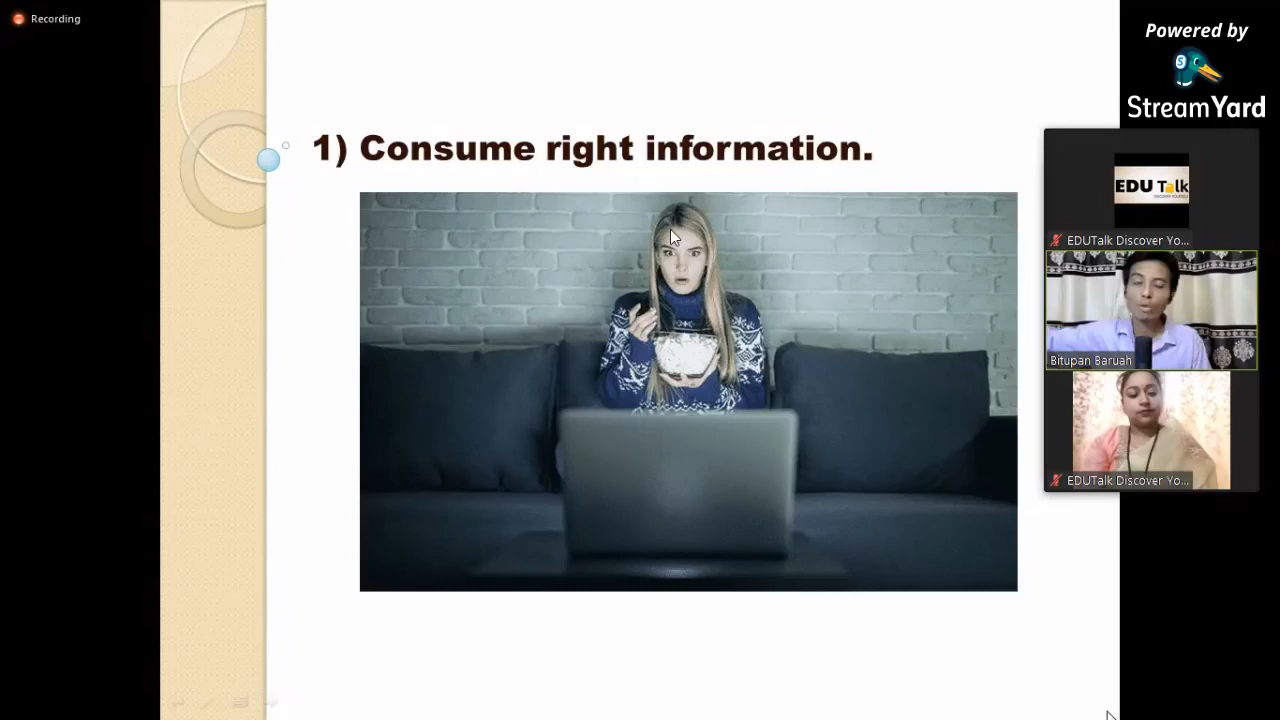 Recording
Powered by
StreamYard
1) Consume right information.
EDU Talk
EDUTalk Discover Yo...
Bitupan Baruah
EDUTalk Discover Yo...